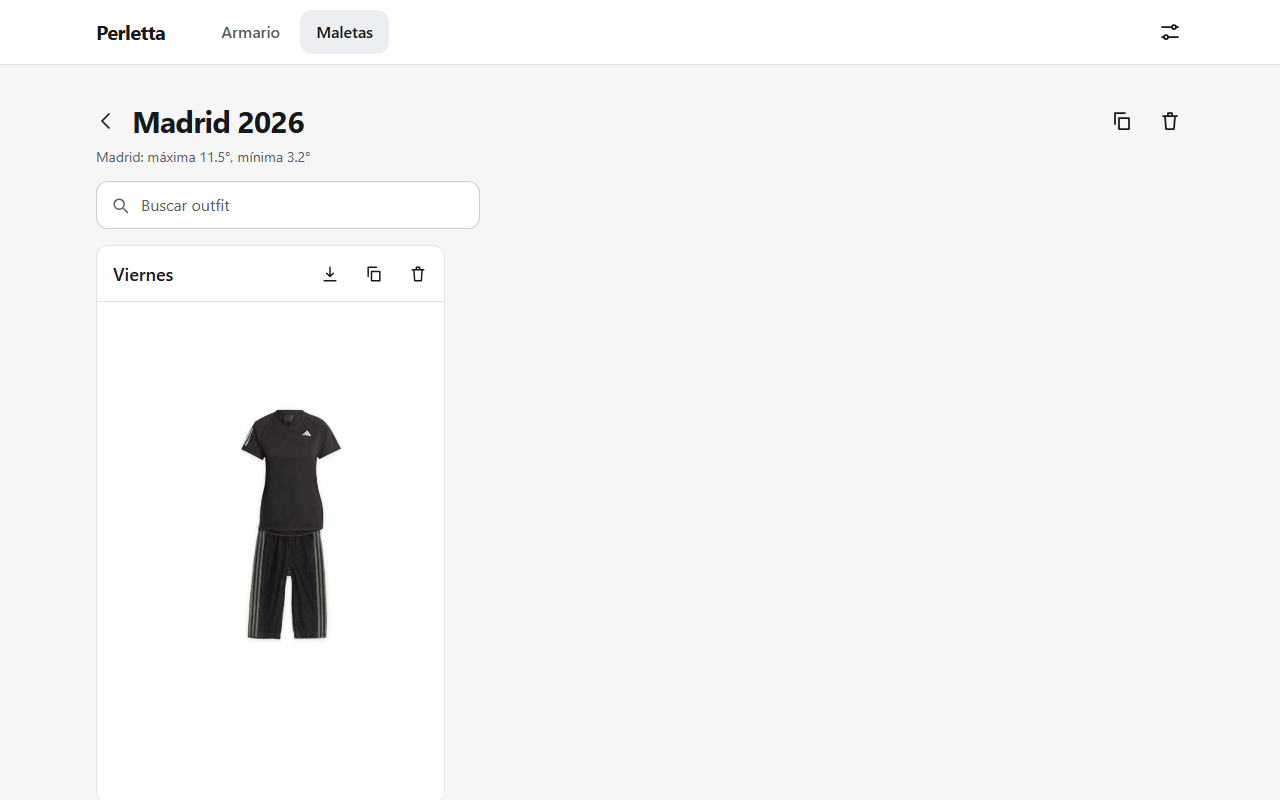 Perletta
Armario
Maletas
Madrid 2026
Madrid: máxima 11.5°, mínima 3.2°
Buscar outfit
Viernes